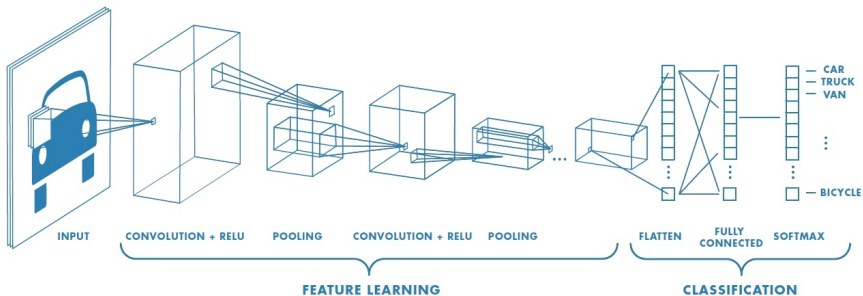 CAR
TRUCK
VAN
BICYCLE
INPUT
CONVOLUTION + RELU
POOLING
CONVOLUTION + RELU
POOLING
FLATTEN
FULLY
CONNECTED
SOFTMAX
FEATURE LEARNING
CLASSIFICATION